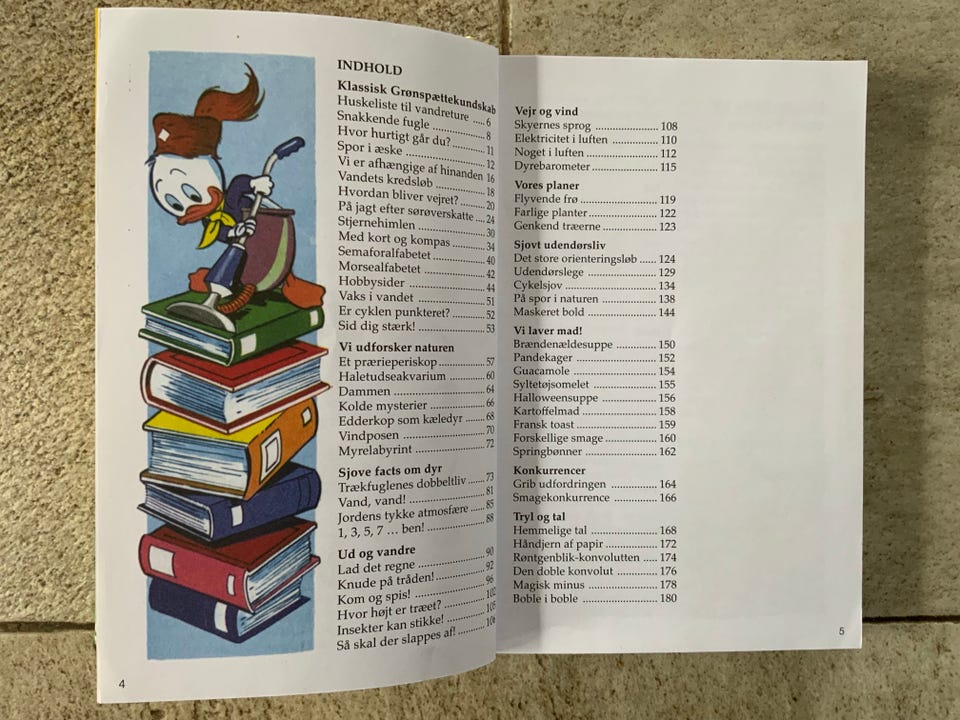 INDHOLD
Klassisk Grønspættekundskab
Huskeliste til vandreture ..... 6
Snakkende fugle ............... 8
Hvor hurtigt går du? .......... 11
Spor i æske ..................... 12
Vi er afhængige af hinanden 16
Vandets kredsløb .............. 18
Hvordan bliver vejret? ........ 20
På jagt efter sørøverskatte .... 24
Stjernehimlen ................... 30
Med kort og kompas .......... 34
Semaforalfabetet ............... 40
Morsealfabetet .................. 42
Hobbysider ...................... 44
Vaks i vandet ................... 51
Er cyklen punkteret? .......... 52
Sid dig stærk! ................... 53
Vi udforsker naturen
Et prærieperiskop .............. 57
Haletudseakvarium ........... 60
Dammen ......................... 64
Kolde mysterier ................ 66
Edderkop som kæledyr ...... 68
Vindposen ....................... 70
Myrelabyrint .................... 72
Sjove facts om dyr
Trækfuglenes dobbeltliv ...... 73
Vand, vand! ..................... 81
Jordens tykke atmosfære ..... 85
1, 3, 5, 7 … ben! ............... 88
Ud og vandre
Lad det regne ................... 90
Knude på tråden! .............. 92
Kom og spis! .................... 96
Hvor højt er træet? ............ 102
Insekter kan stikke! ............ 105
Så skal der slappes af! ......... 106
4
Vejr og vind
Skyernes sprog .................... 108
Elektricitet i luften ............... 110
Noget i luften ..................... 112
Dyrebarometer .................... 115
Vores planer
Flyvende frø ....................... 119
Farlige planter ..................... 122
Genkend træerne ................. 123
Sjovt udendørsliv
Det store orienteringsløb ...... 124
Udendørslege ..................... 129
Cykelsjov ........................... 134
På spor i naturen ................. 138
Maskeret bold ..................... 144
Vi laver mad!
Brændenældesuppe ............. 150
Pandekager ......................... 152
Guacamole ......................... 154
Syltetøjsomelet .................... 155
Halloweensuppe .................. 156
Kartoffelmad ....................... 158
Fransk toast ........................ 159
Forskellige smage ................ 160
Springbønner ...................... 162
Konkurrencer
Grib udfordringen ............... 164
Smagekonkurrence .............. 166
Tryl og tal
Hemmelige tal ..................... 168
Håndjern af papir ................ 172
Røntgenblik-konvolutten ..... 174
Den doble konvolut ............. 176
Magisk minus ..................... 178
Boble i boble ....................... 180
5